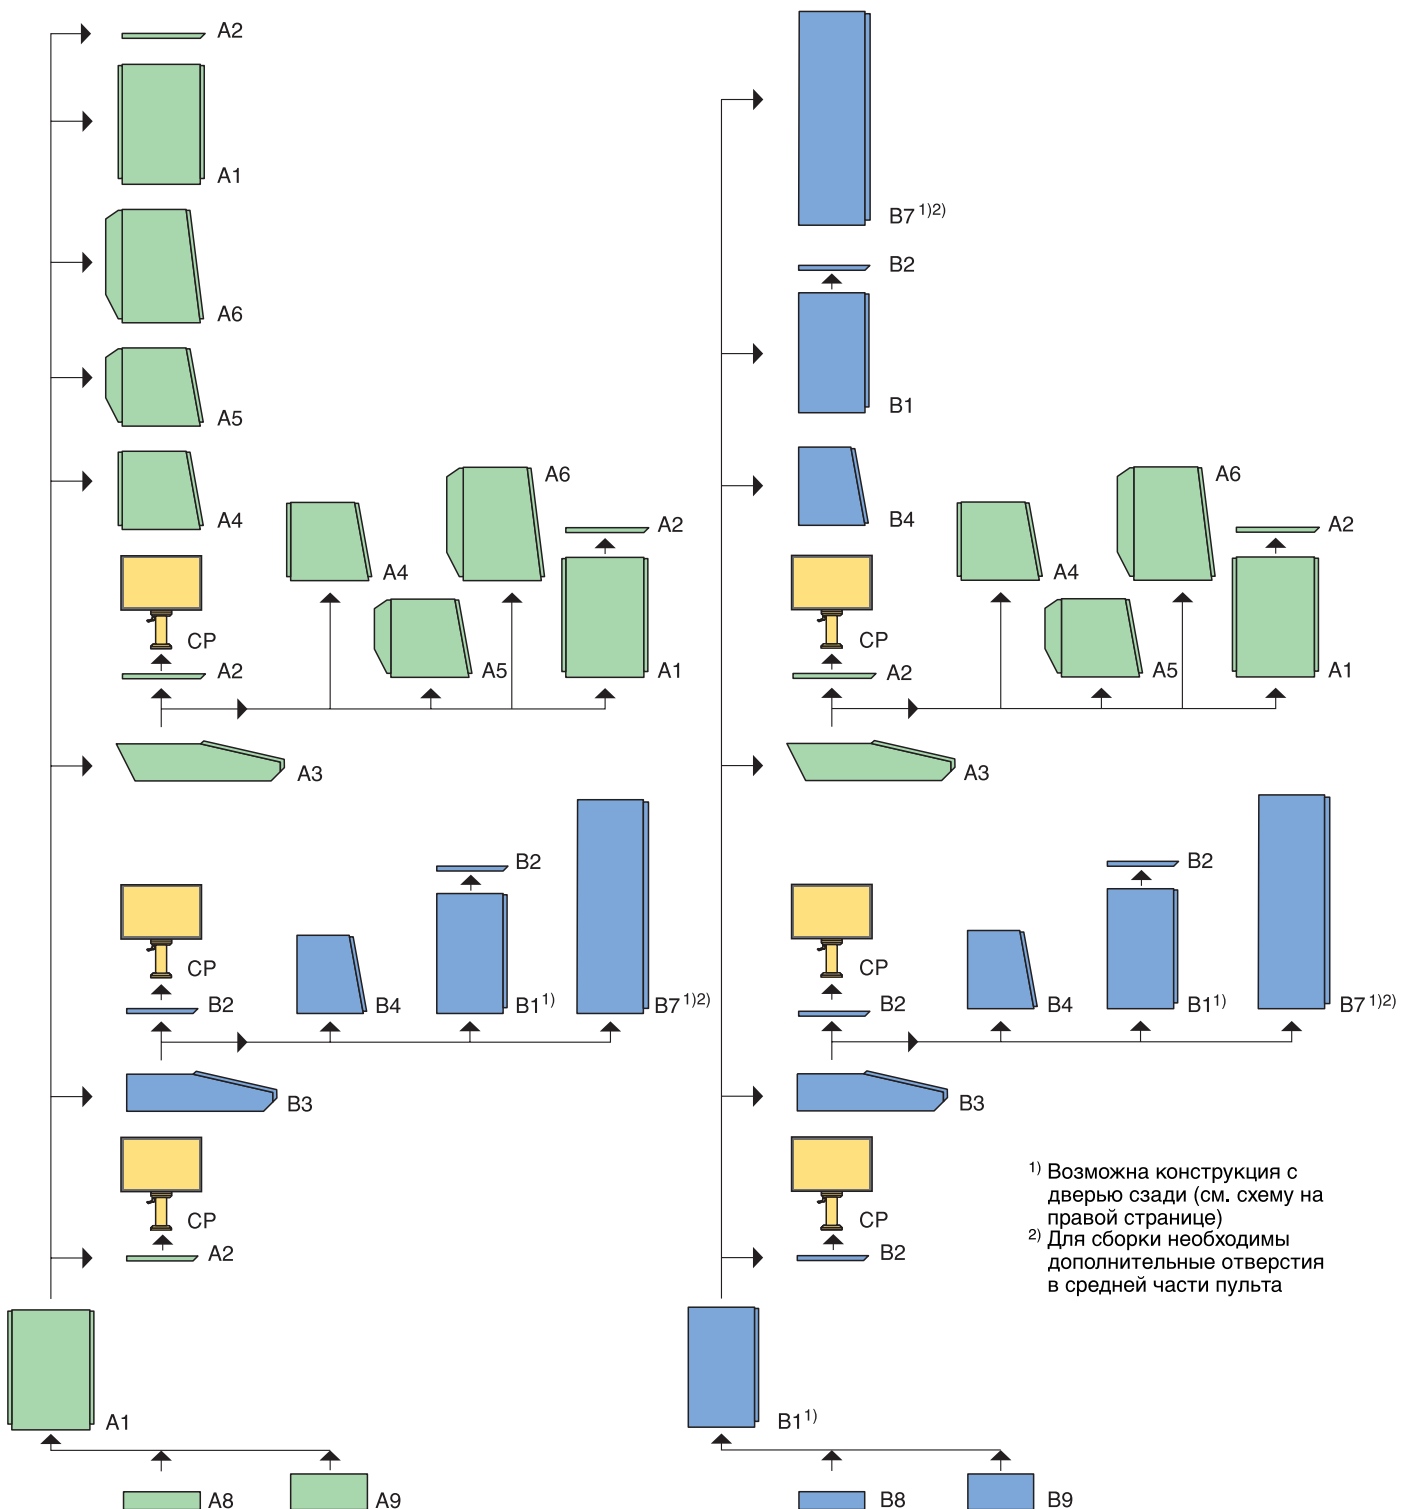 A2
A1
A6
A5
A4
CP
A2
A4
A6
A5
A2
A1
A3
CP
B2
B4
B2
B1 1)
B7 1)2)
B3
CP
A2
A1
A8
A9
B7 1)2)
B2
B1
B4
CP
A2
A4
A6
A5
A2
A1
A3
CP
B2
B4
B2
B1 1)
B7 1)2)
B3
CP
B2
1) Возможна конструкция с
дверью сзади (см. схему на
правой странице)
2) Для сборки необходимы
дополнительные отверстия
в средней части пульта
B1 1)
B8
B9